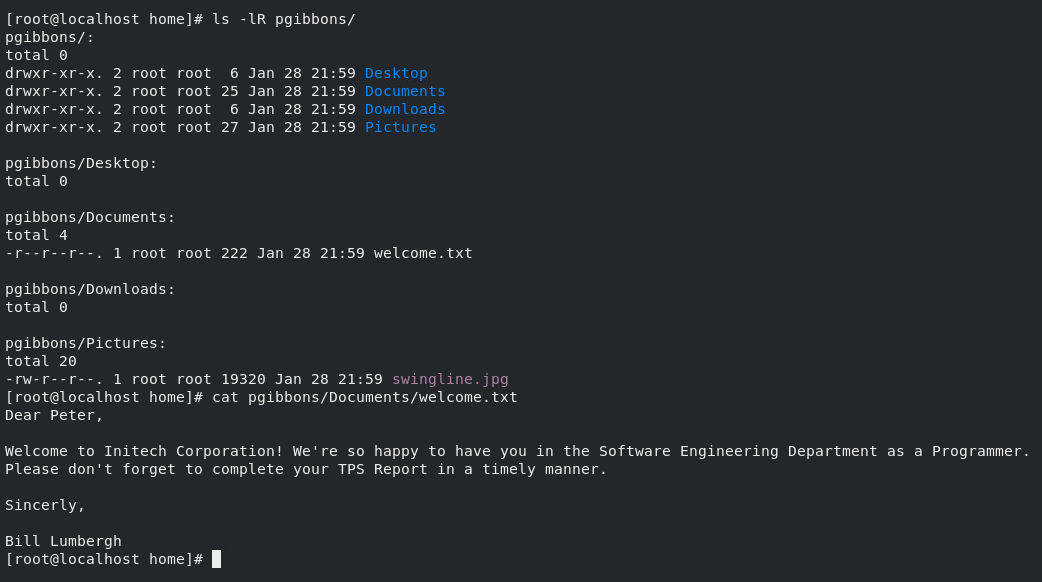 [root@localhost home]# ls -lR pgibbons/
pgibbons/:
total 0
drwxr-xr-x. 2 root root  6 Jan 28 21:59 Desktop
drwxr-xr-x. 2 root root 25 Jan 28 21:59 Documents
drwxr-xr-x. 2 root root  6 Jan 28 21:59 Downloads
drwxr-xr-x. 2 root root 27 Jan 28 21:59 Pictures

pgibbons/Desktop:
total 0

pgibbons/Documents:
total 4
-r--r--r--. 1 root root 222 Jan 28 21:59 welcome.txt

pgibbons/Downloads:
total 0

pgibbons/Pictures:
total 20
-rw-r--r--. 1 root root 19320 Jan 28 21:59 swingline.jpg
[root@localhost home]# cat pgibbons/Documents/welcome.txt
Dear Peter,

Welcome to Initech Corporation! We're so happy to have you in the Software Engineering Department as a Programmer.
Please don't forget to complete your TPS Report in a timely manner.

Sincerly,

Bill Lumbergh
[root@localhost home]#